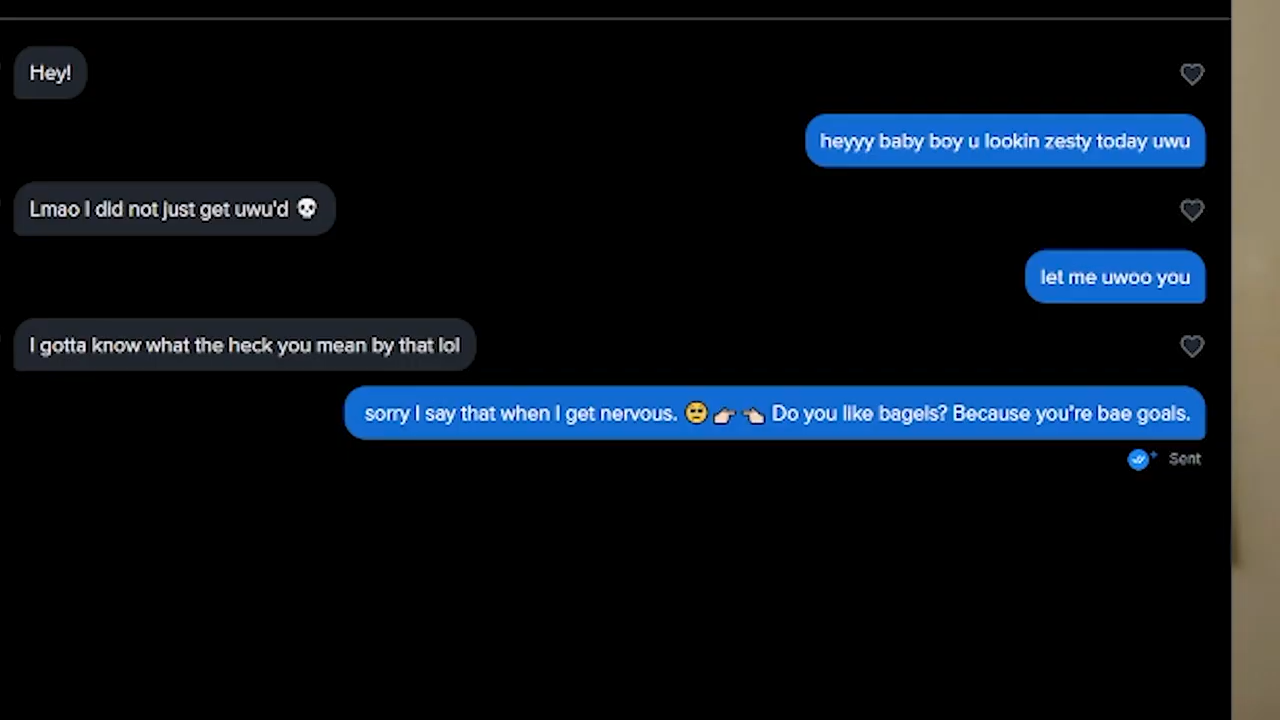 Hey!
heyyy baby boy u lookin zesty today uwu
Lmao I did not just get uwu'd 💀
let me uwoo you
I gotta know what the heck you mean by that lol
sorry I say that when I get nervous. 🥺👉🏻👈🏻 Do you like bagels? Because you're bae goals.
Sent